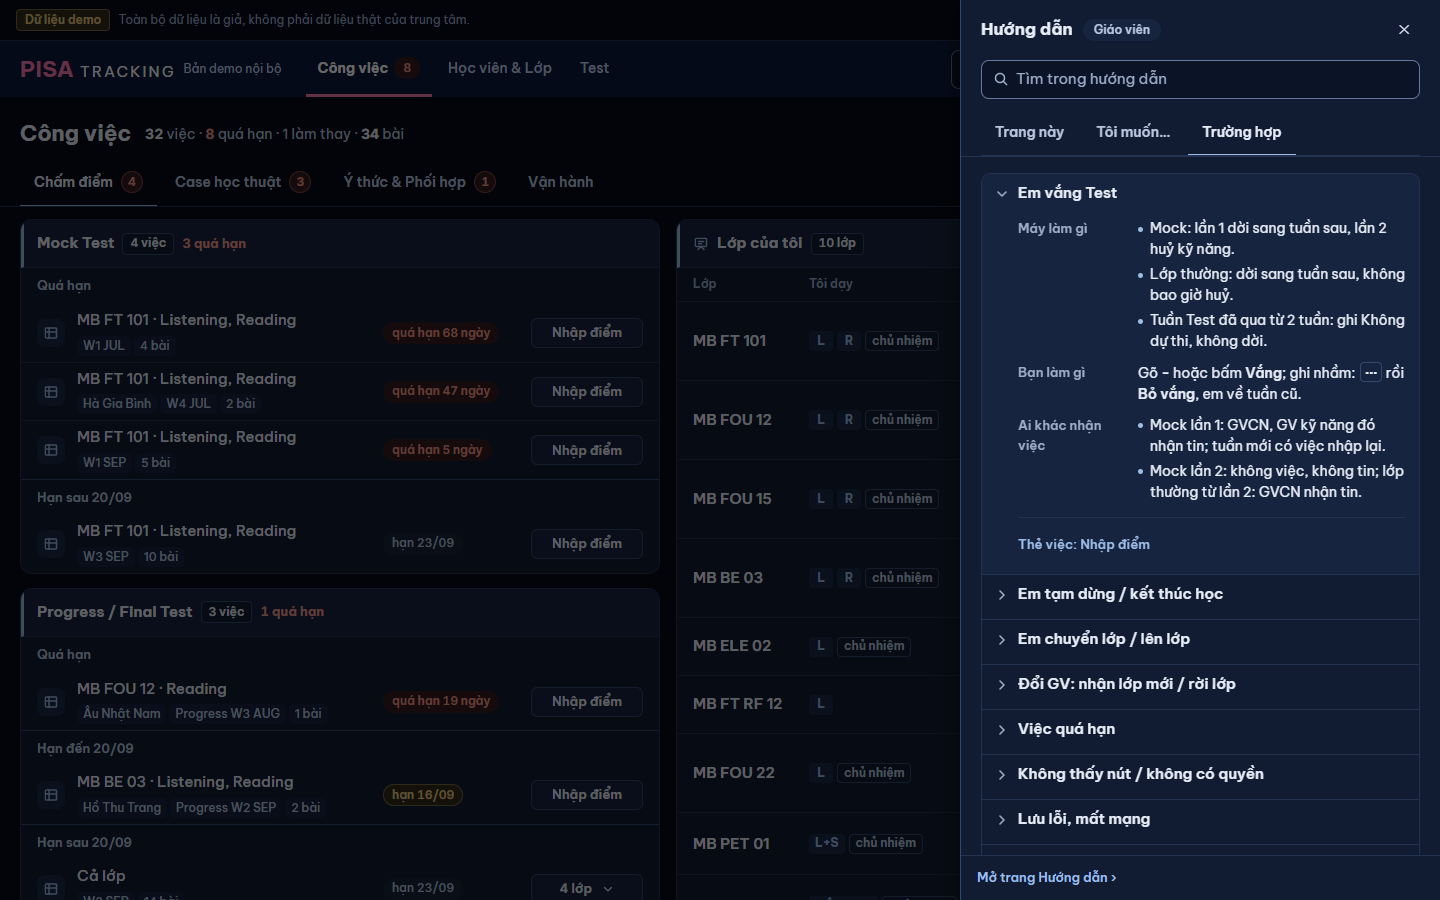 Dữ liệu demo Toàn bộ dữ liệu là giả, không phải dữ liệu thật của trung tâm.
PISA TRACKING Bản demo nội bộ Công việc 8 Học viên & Lớp Test
Công việc 32 việc · 8 quá hạn · 1 làm thay · 34 bài
Chấm điểm 4 Case học thuật 3 Ý thức & Phối hợp 1 Vận hành
Mock Test 4 việc 3 quá hạn
Quá hạn
MB FT 101 · Listening, Reading
W1 JUL 4 bài
quá hạn 68 ngày
Nhập điểm
MB FT 101 · Listening, Reading
Hà Gia Bình W4 JUL 2 bài
quá hạn 47 ngày
Nhập điểm
MB FT 101 · Listening, Reading
W1 SEP 5 bài
quá hạn 5 ngày
Nhập điểm
Hạn sau 20/09
MB FT 101 · Listening, Reading
W3 SEP 10 bài
hạn 23/09
Nhập điểm
Progress / FInal Test 3 việc 1 quá hạn
Quá hạn
MB FOU 12 · Reading
Âu Nhật Nam Progress W3 AUG 1 bài
quá hạn 19 ngày
Nhập điểm
Hạn đến 20/09
MB BE 03 · Listening, Reading
Hồ Thu Trang Progress W2 SEP 2 bài
hạn 16/09
Nhập điểm
Hạn sau 20/09
Cả lớp
hạn 23/09
4 lớp
Lớp của tôi 10 lớp
Lớp Tôi dạy
MB FT 101 L R chủ nhiệm
MB FOU 12 L R chủ nhiệm
MB FOU 15 L R chủ nhiệm
MB BE 03 L R chủ nhiệm
MB ELE 02 L chủ nhiệm
MB FT RF 12 L
MB FOU 22 L chủ nhiệm
MB PET 01 L+S chủ nhiệm
Hướng dẫn Giáo viên
Tìm trong hướng dẫn
Trang này Tôi muốn... Trường hợp
Em vắng Test
Máy làm gì
• Mock: lần 1 dời sang tuần sau, lần 2
huỷ kỹ năng.
• Lớp thường: dời sang tuần sau, không
bao giờ huỷ.
• Tuần Test đã qua từ 2 tuần: ghi Không
dự thi, không dời.
Bạn làm gì
Gõ - hoặc bấm Vắng; ghi nhầm: ··· rồi
Bỏ vắng, em về tuần cũ.
Ai khác nhận
việc
• Mock lần 1: GVCN, GV kỹ năng đó
nhận tin; tuần mới có việc nhập lại.
• Mock lần 2: không việc, không tin; lớp
thường từ lần 2: GVCN nhận tin.
Thẻ việc: Nhập điểm
Em tạm dừng / kết thúc học
Em chuyển lớp / lên lớp
Đổi GV: nhận lớp mới / rời lớp
Việc quá hạn
Không thấy nút / không có quyền
Lưu lỗi, mất mạng
Mở trang Hướng dẫn ›